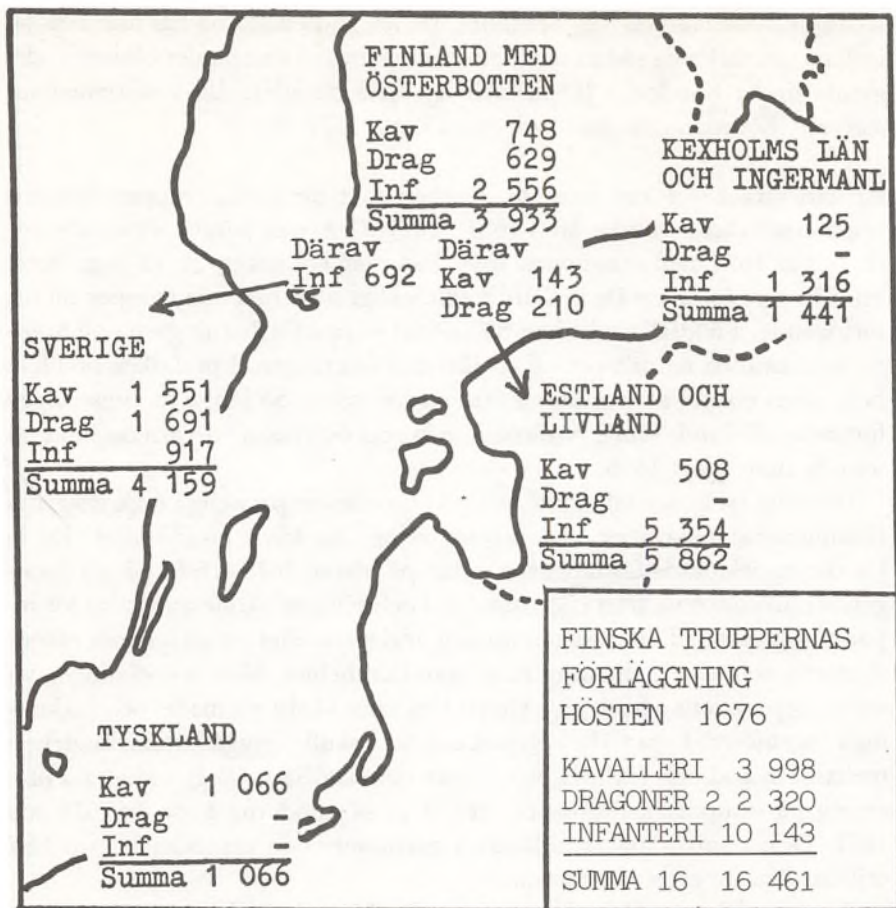 FINLAND MED
ÖSTERBOTTEN
Kav 748
Drag 629
Inf 2 556
Summa 3 933
KEXHOLMS LÄN
OCH INGERMANL
Kav 125
Drag
Inf 1 316
Summa 1 441
Därav
Inf 692
Därav
Kav 143
Drag 210
SVERIGE
Kav 1 551
Drag 1 691
Inf 917
Summa 4 159
ESTLAND OCH
LIVLAND
Kav 508
Drag -
Inf 5 354
Summa 5 862
TYSKLAND
Kav 1 066
Drag -
Inf -
Summa 1 066
FINSKA TRUPPERNAS
FÖRLÄGGNING
HÖSTEN 1676
KAVALLERI 3 998
DRAGONER 2 2 320
INFANTERI 10 143
SUMMA 16 16 461